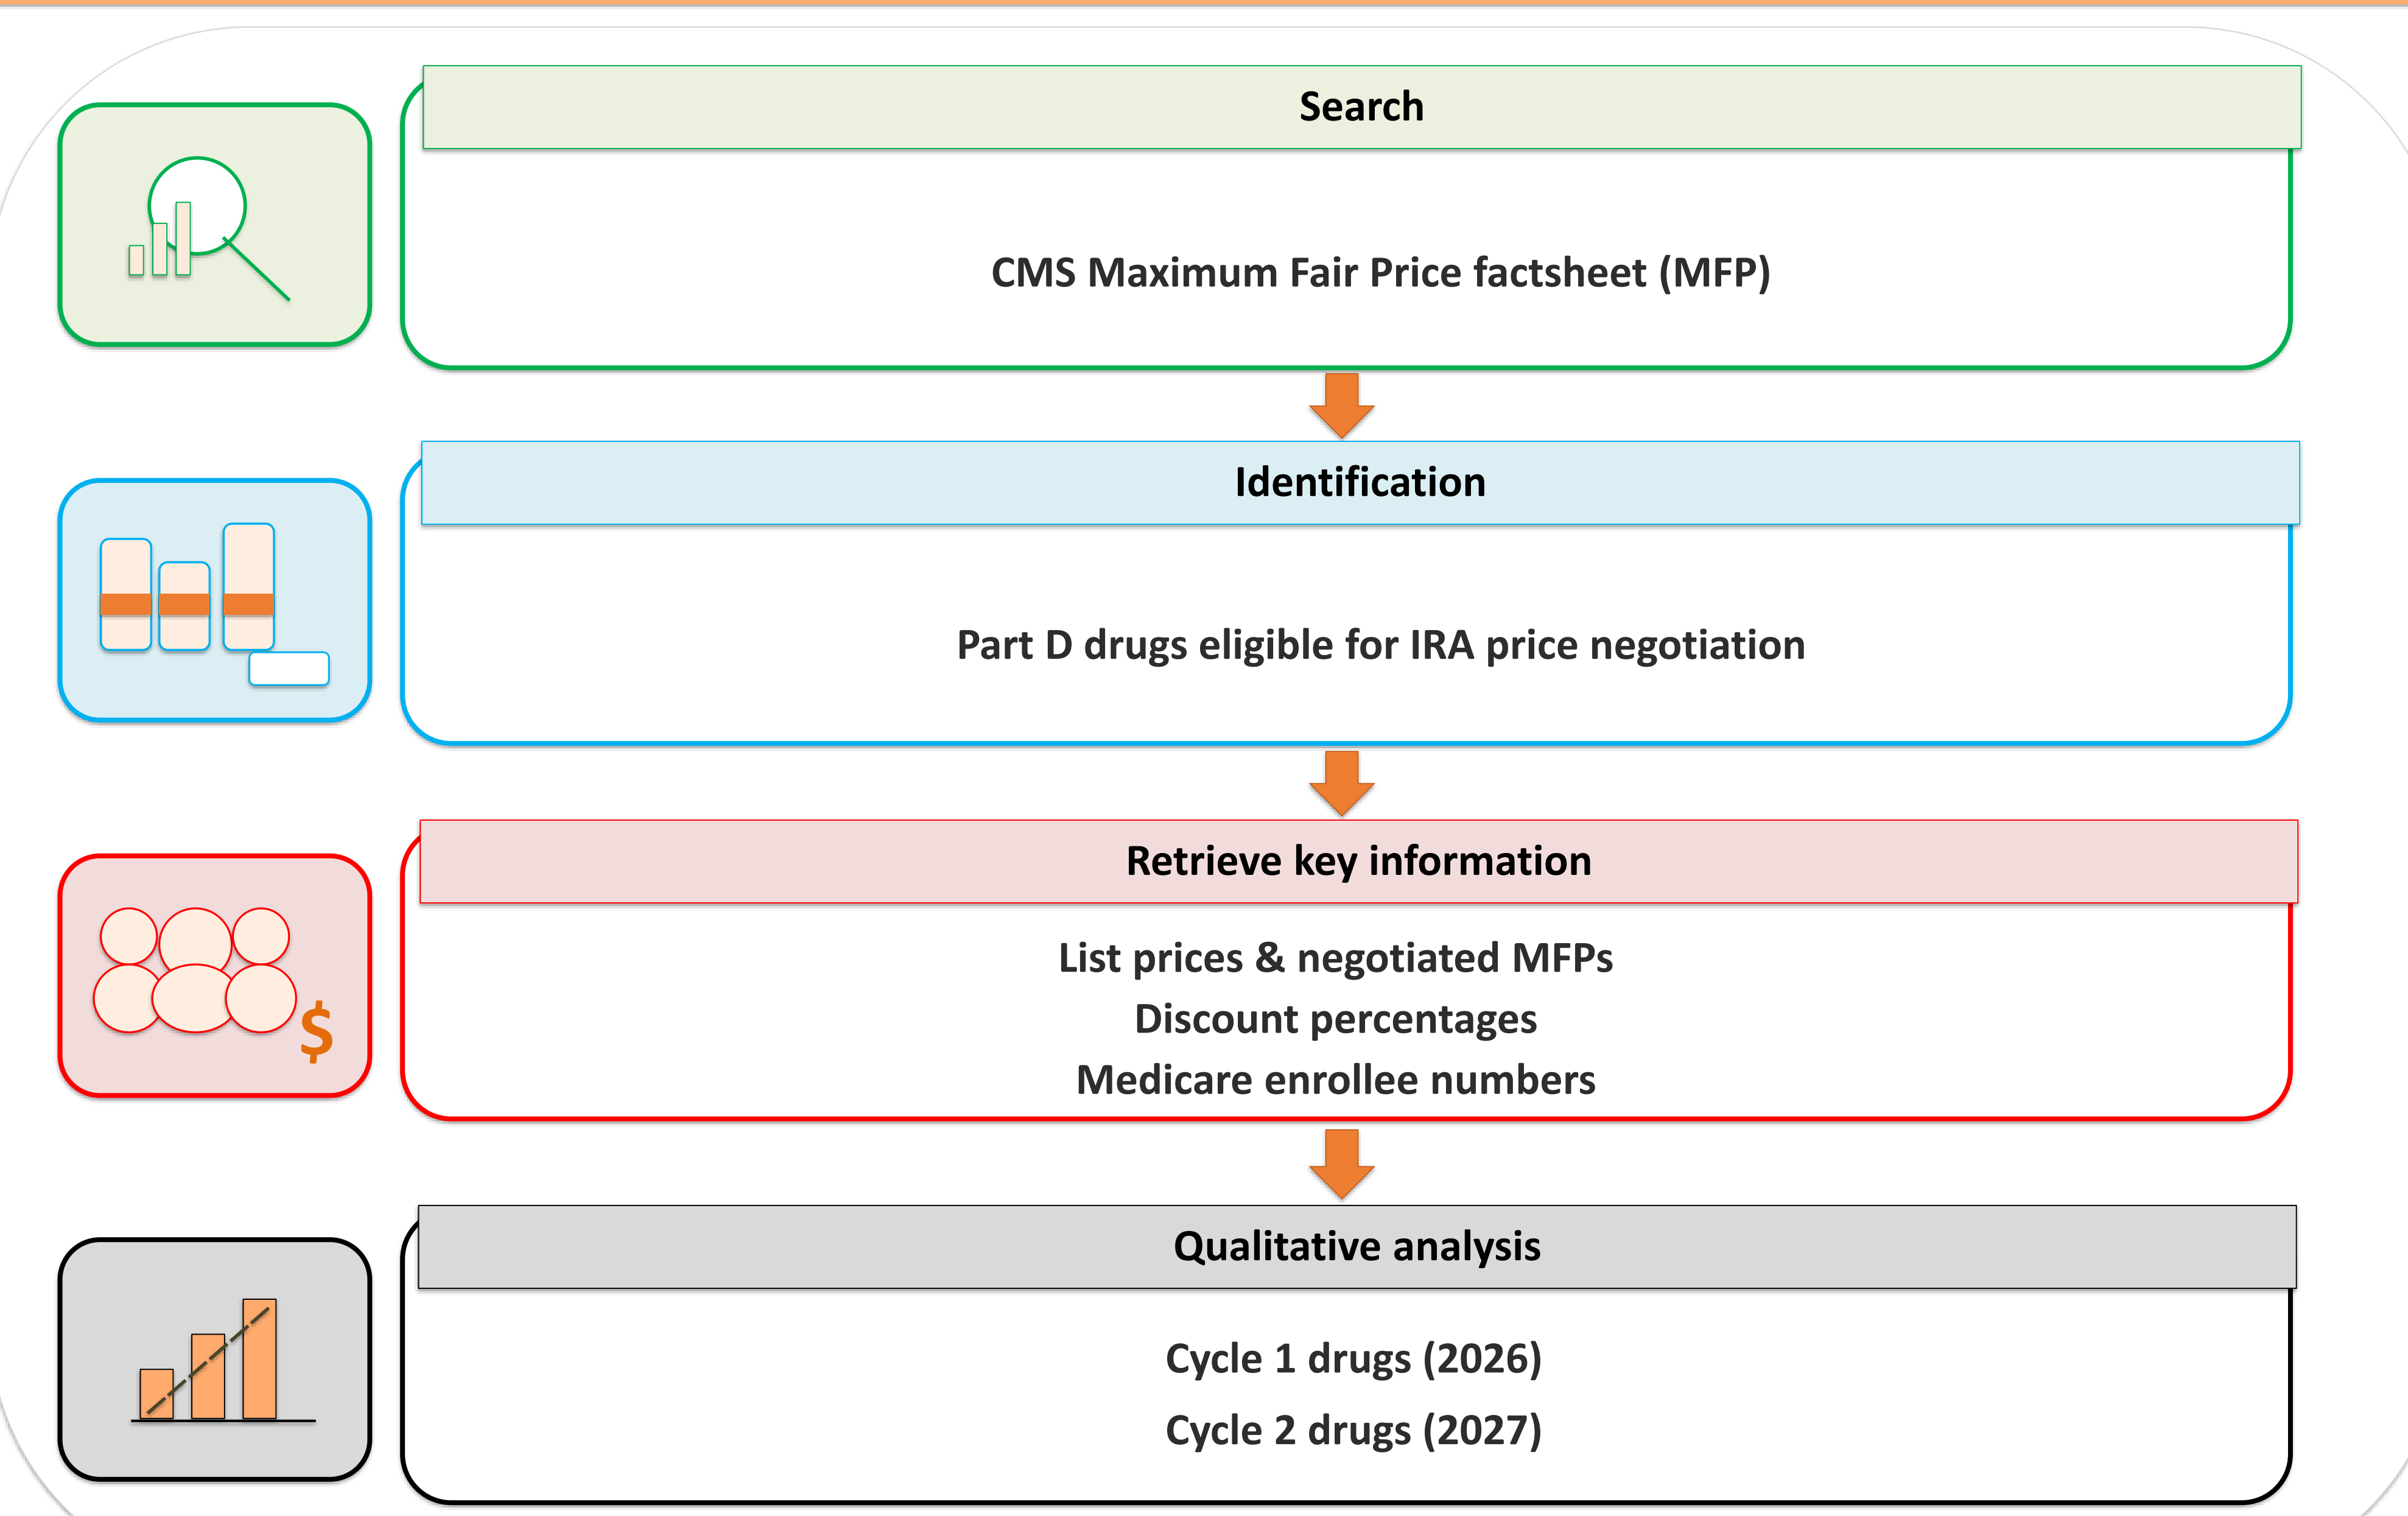 Search
CMS Maximum Fair Price factsheet (MFP)
Identification
Part D drugs eligible for IRA price negotiation
Retrieve key information
List prices & negotiated MFPs
Discount percentages
Medicare enrollee numbers
$
Qualitative analysis
Cycle 1 drugs (2026)
Cycle 2 drugs (2027)